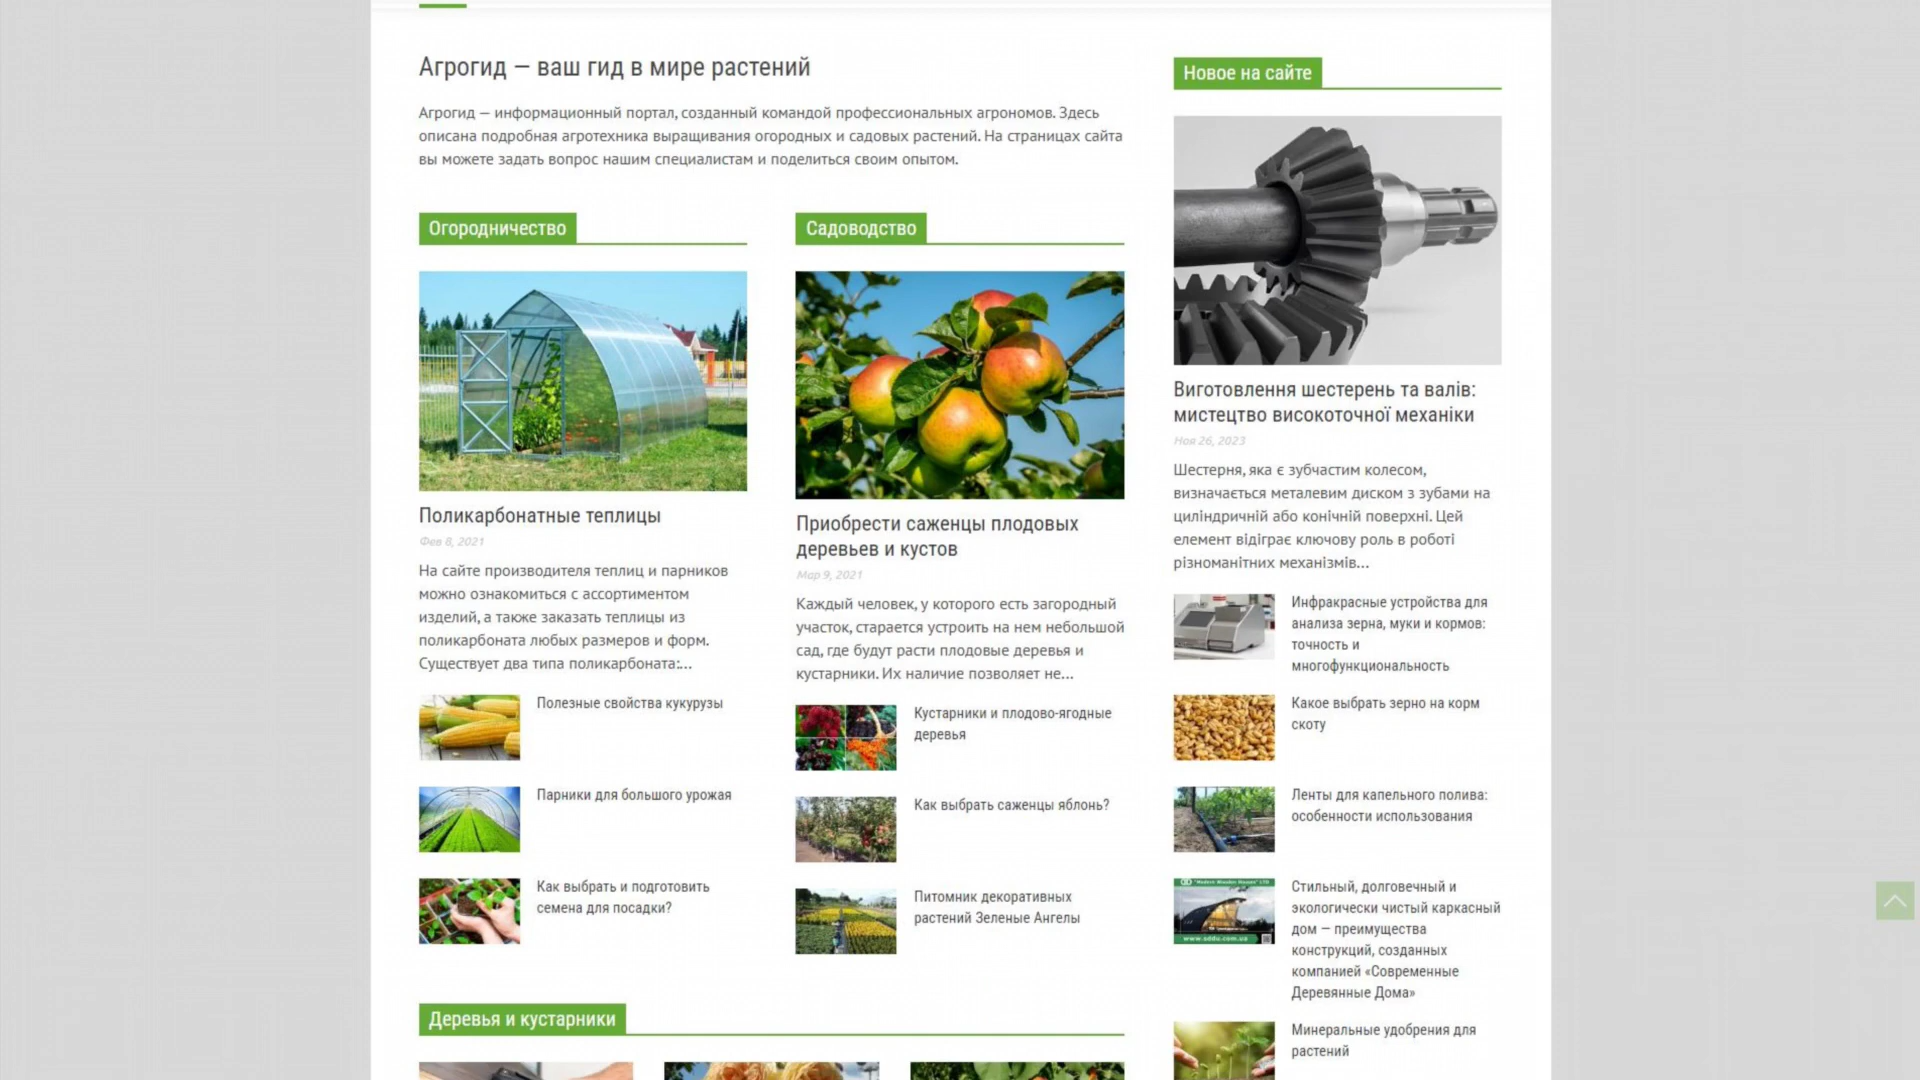 Агрогид — ваш гид в мире растений
Агрогид — информационный портал, созданный командой профессиональных агрономов. Здесь
описана подробная агротехника выращивания огородных и садовых растений. На страницах сайта
вы можете задать вопрос нашим специалистам и поделиться своим опытом.
Огородничество
Поликарбонатные теплицы
Фев 8, 2021
На сайте производителя теплиц и парников
можно ознакомиться с ассортиментом
изделий, а также заказать теплицы из
поликарбоната любых размеров и форм.
Существует два типа поликарбоната:...
Полезные свойства кукурузы
Парники для большого урожая
Как выбрать и подготовить
семена для посадки?
Садоводство
Приобрести саженцы плодовых
деревьев и кустов
Мар 9, 2021
Каждый человек, у которого есть загородный
участок, старается устроить на нем небольшой
сад, где будут расти плодовые деревья и
кустарники. Их наличие позволяет не...
Кустарники и плодово-ягодные
деревья
Как выбрать саженцы яблонь?
Питомник декоративных
растений Зеленые Ангелы
Деревья и кустарники
Новое на сайте
Виготовлення шестерень та валів:
мистецтво високоточної механіки
Ноя 26, 2023
Шестерня, яка є зубчастим колесом,
визначається металевим диском з зубами на
циліндричній або конічній поверхні. Цей
елемент відіграє ключову роль в роботі
різноманітних механізмів...
Инфракрасные устройства для
анализа зерна, муки и кормов:
точность и
многофункциональность
Какое выбрать зерно на корм
скоту
Ленты для капельного полива:
особенности использования
"Modern Wooden Houses" LTD
www.oddu.com.ua
Стильный, долговечный и
экологически чистый каркасный
дом — преимущества
конструкций, созданных
компанией «Современные
Деревянные Дома»
Минеральные удобрения для
растений